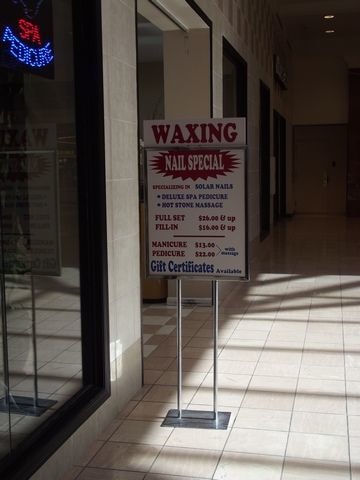 SPA
PEDICURE
WAXING
NAIL SPECIAL
SPECIALIZING IN SOLAR NAILS
• DELUXE SPA PEDICURE
• HOT STONE MASSAGE
FULL SET $26.00 & up
FILL-IN $16.00 & up
MANICURE $13.00
PEDICURE $22.00
with massage
Gift Certificates Available